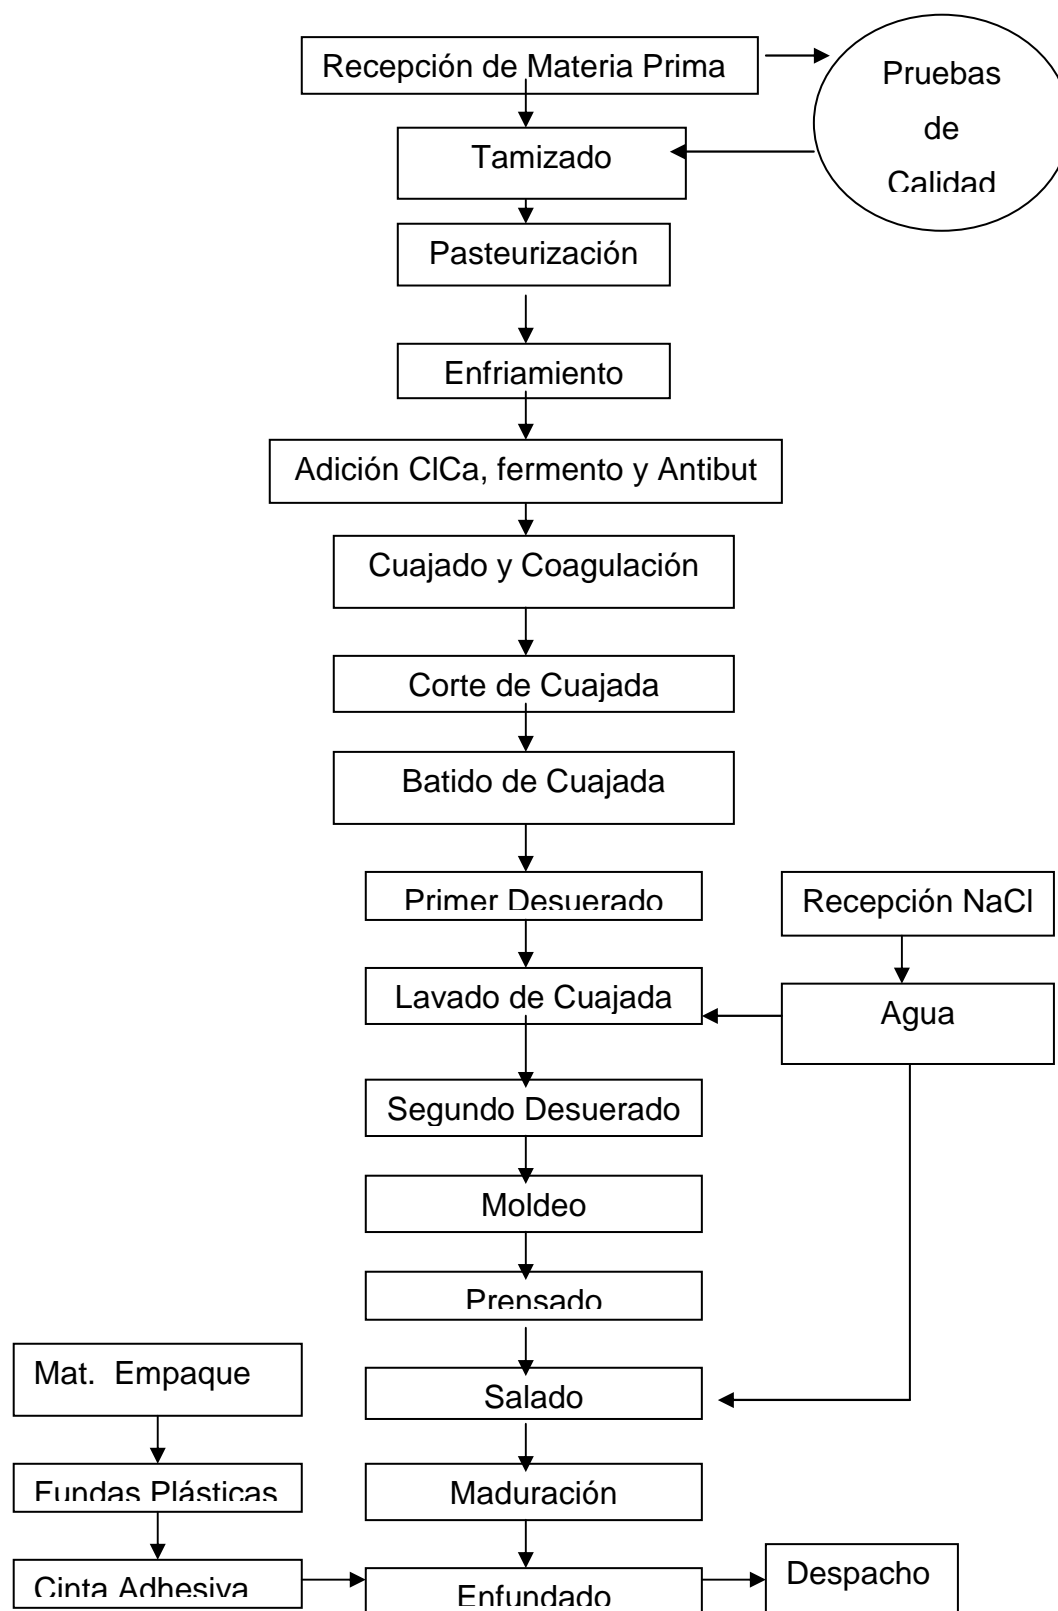 Recepción de Materia Prima
Pruebas
de
Calidad
Tamizado
Pasteurización
Enfriamiento
Adición ClCa, fermento y Antibut
Cuajado y Coagulación
Corte de Cuajada
Batido de Cuajada
Primer Desuerado
Recepción NaCl
Lavado de Cuajada
Agua
Segundo Desuerado
Moldeo
Prensado
Mat. Empaque
Salado
Fundas Plásticas
Maduración
Cinta Adhesiva
Enfundado
Despacho